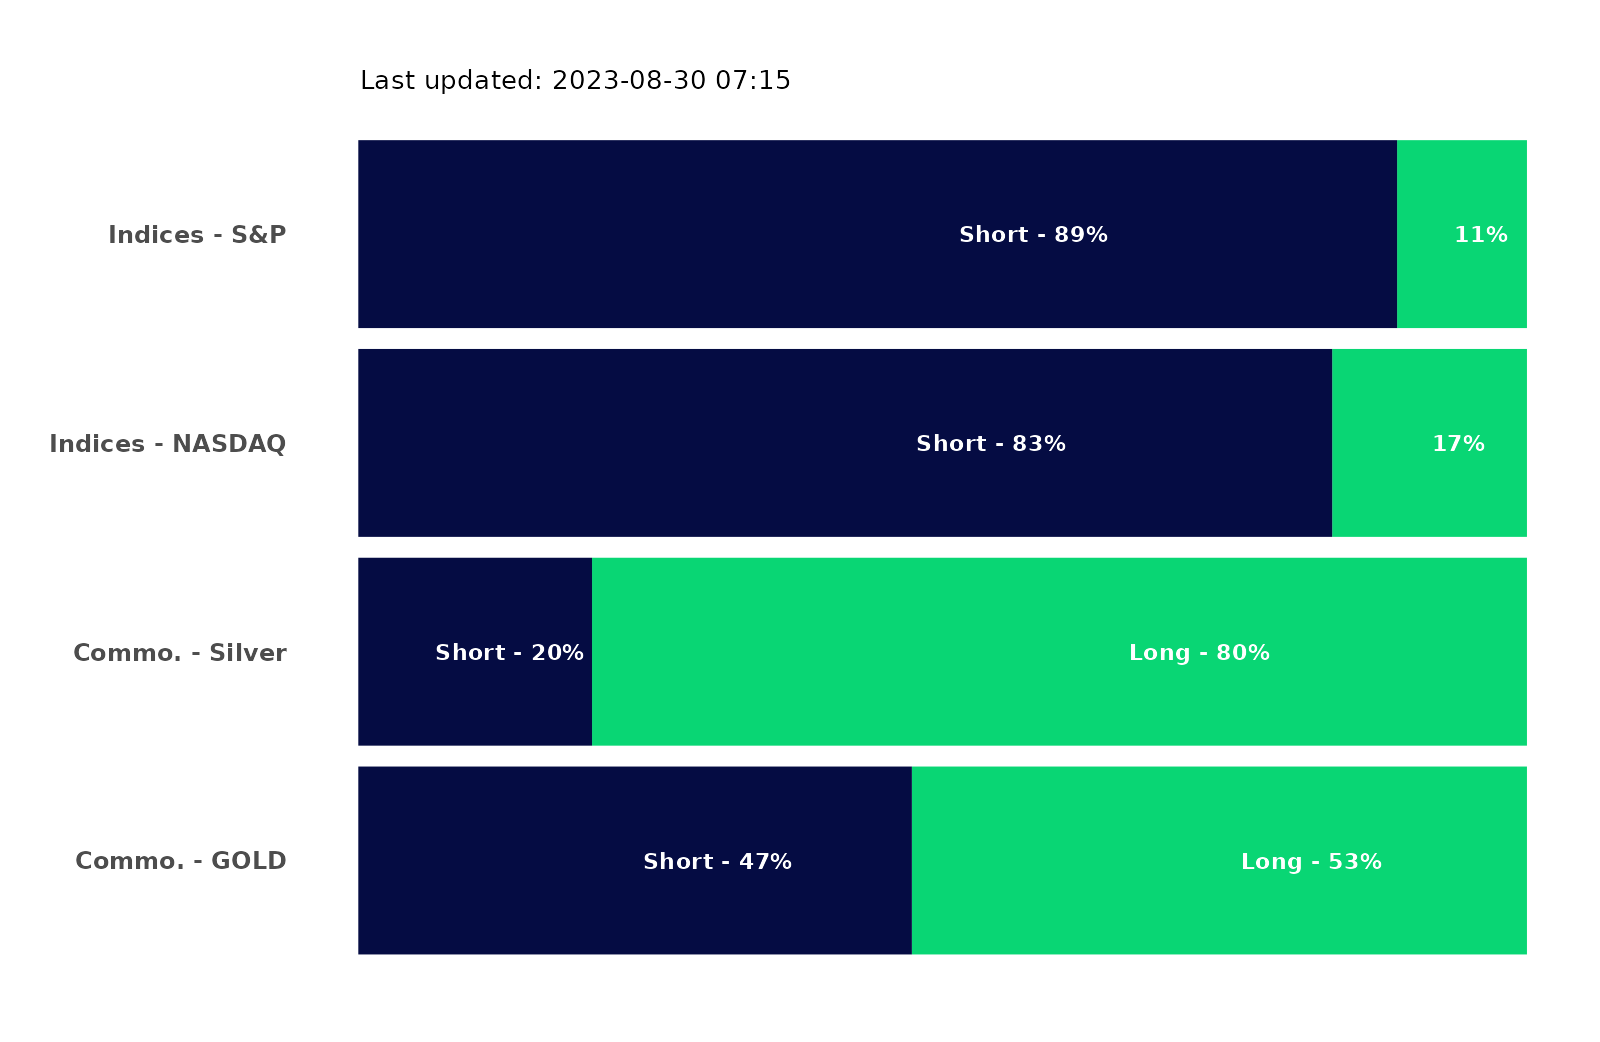 Last updated: 2023-08-30 07:15
Indices - S&P Short - 89% 11%
Indices - NASDAQ Short - 83% 17%
Commo. - Silver Short - 20% Long - 80%
Commo. - GOLD Short - 47% Long - 53%